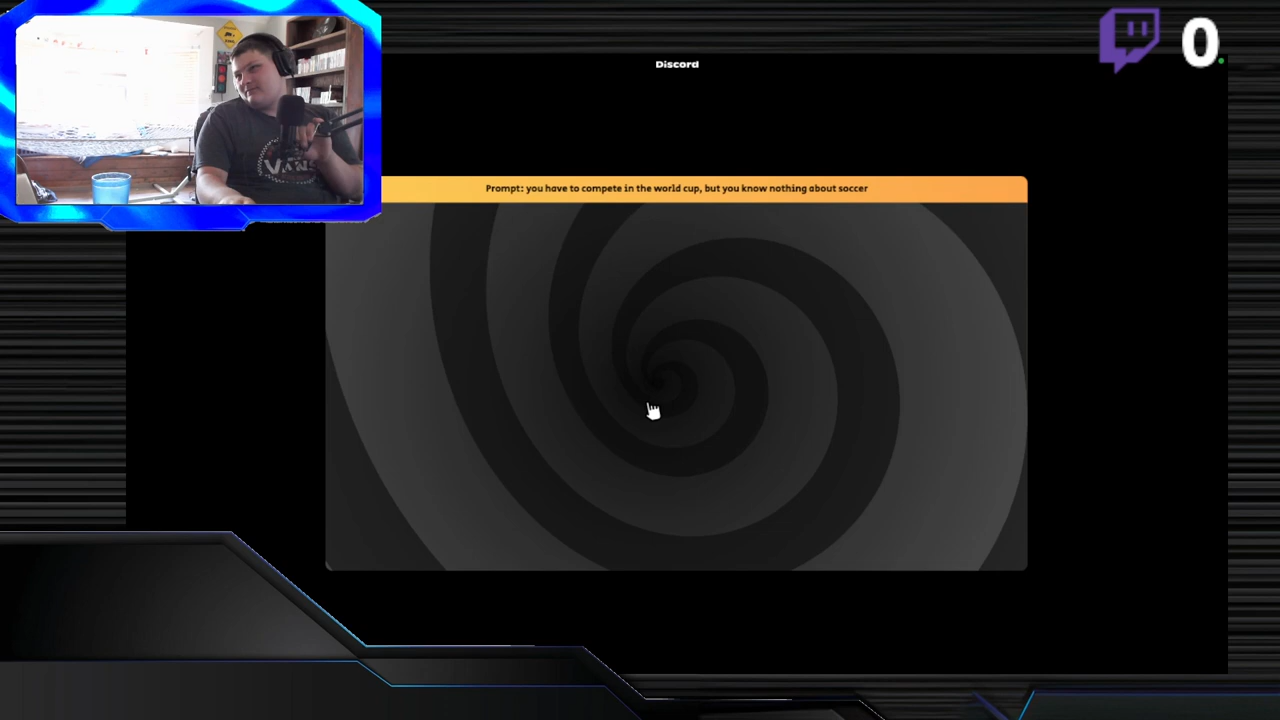 0
Discord
VANS
Prompt: you have to compete in the world cup, but you know nothing about soccer